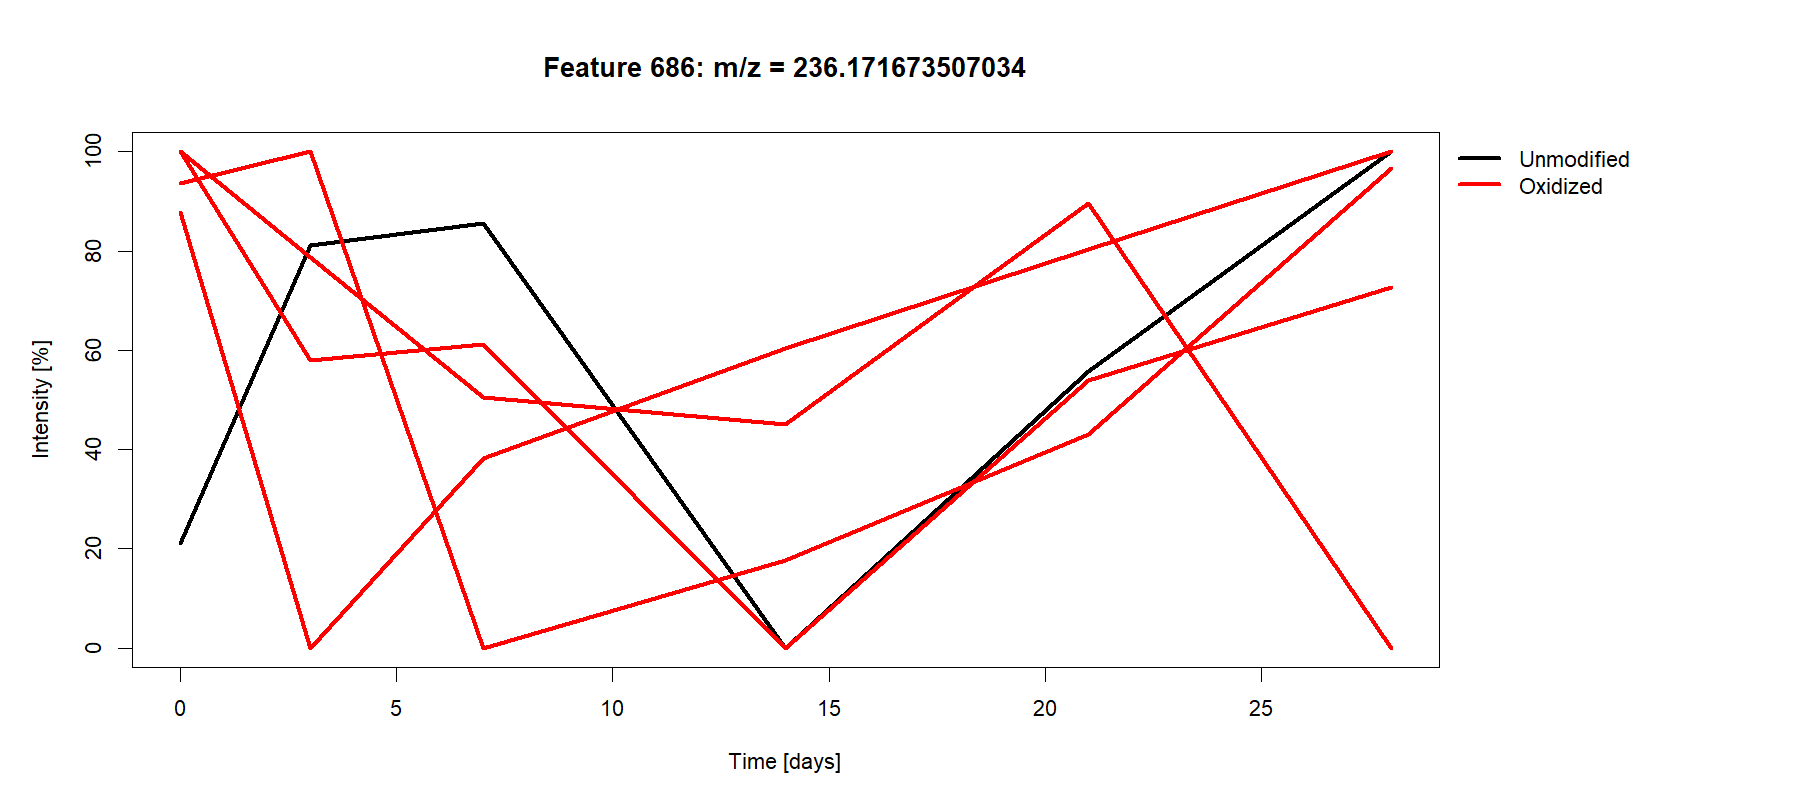 Feature 686: m/z = 236.171673507034
Unmodified
Oxidized
Intensity [%]
100
80
60
40
20
0
0 5 10 15 20 25
Time [days]